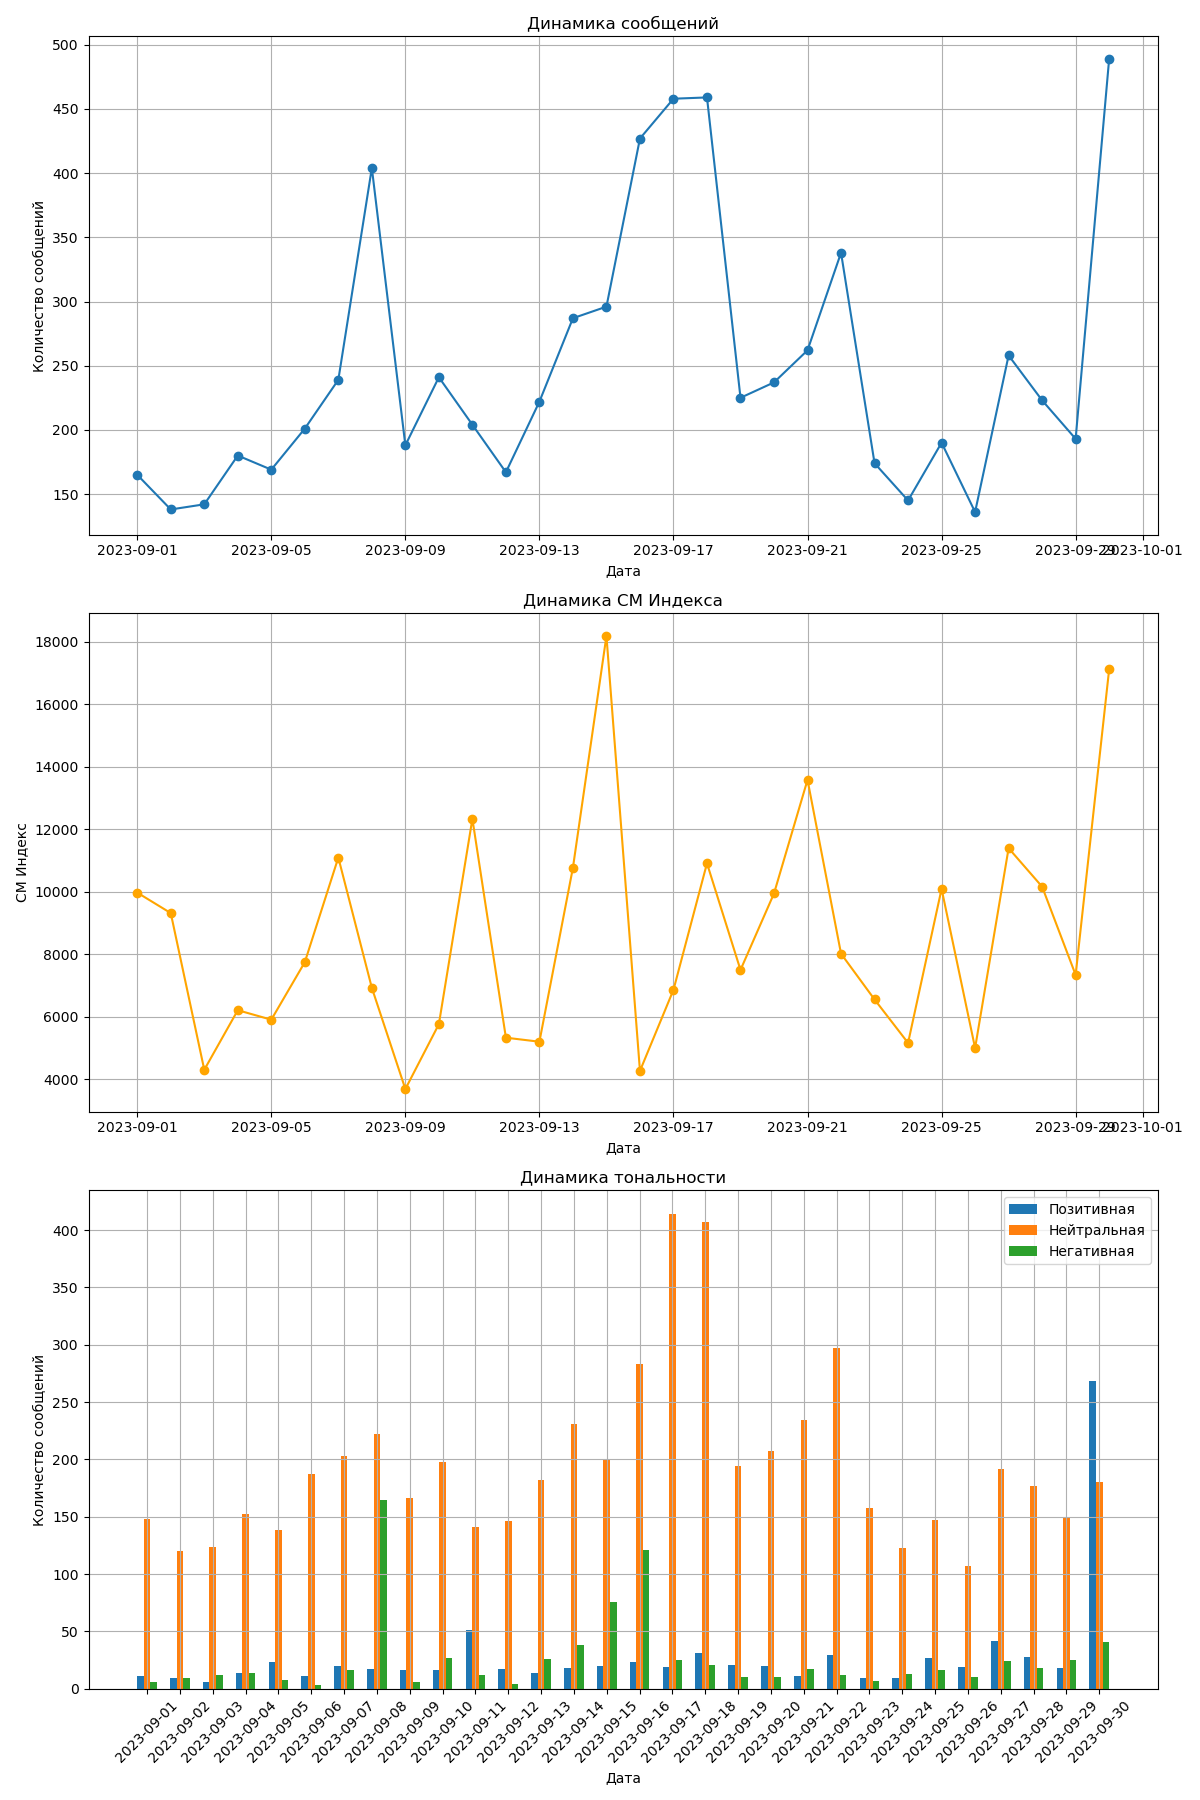 Динамика сообщений
500
450
400
350
300
250
200
150
Количество сообщений
2023-09-01 2023-09-05 2023-09-09 2023-09-13 2023-09-17 2023-09-21 2023-09-25 2023-09-29 2023-10-01
Дата
Динамика СМ Индекса
18000
16000
14000
12000
10000
8000
6000
4000
СМ Индекс
2023-09-01 2023-09-05 2023-09-09 2023-09-13 2023-09-17 2023-09-21 2023-09-25 2023-09-29 2023-10-01
Дата
Динамика тональности
Позитивная
Нейтральная
Негативная
400
350
300
250
200
150
100
50
0
Количество сообщений
2023-09-01 2023-09-02 2023-09-03 2023-09-04 2023-09-05 2023-09-06 2023-09-07 2023-09-08 2023-09-09 2023-09-10 2023-09-11 2023-09-12 2023-09-13 2023-09-14 2023-09-15 2023-09-16 2023-09-17 2023-09-18 2023-09-19 2023-09-20 2023-09-21 2023-09-22 2023-09-23 2023-09-24 2023-09-25 2023-09-26 2023-09-27 2023-09-28 2023-09-29 2023-09-30
Дата